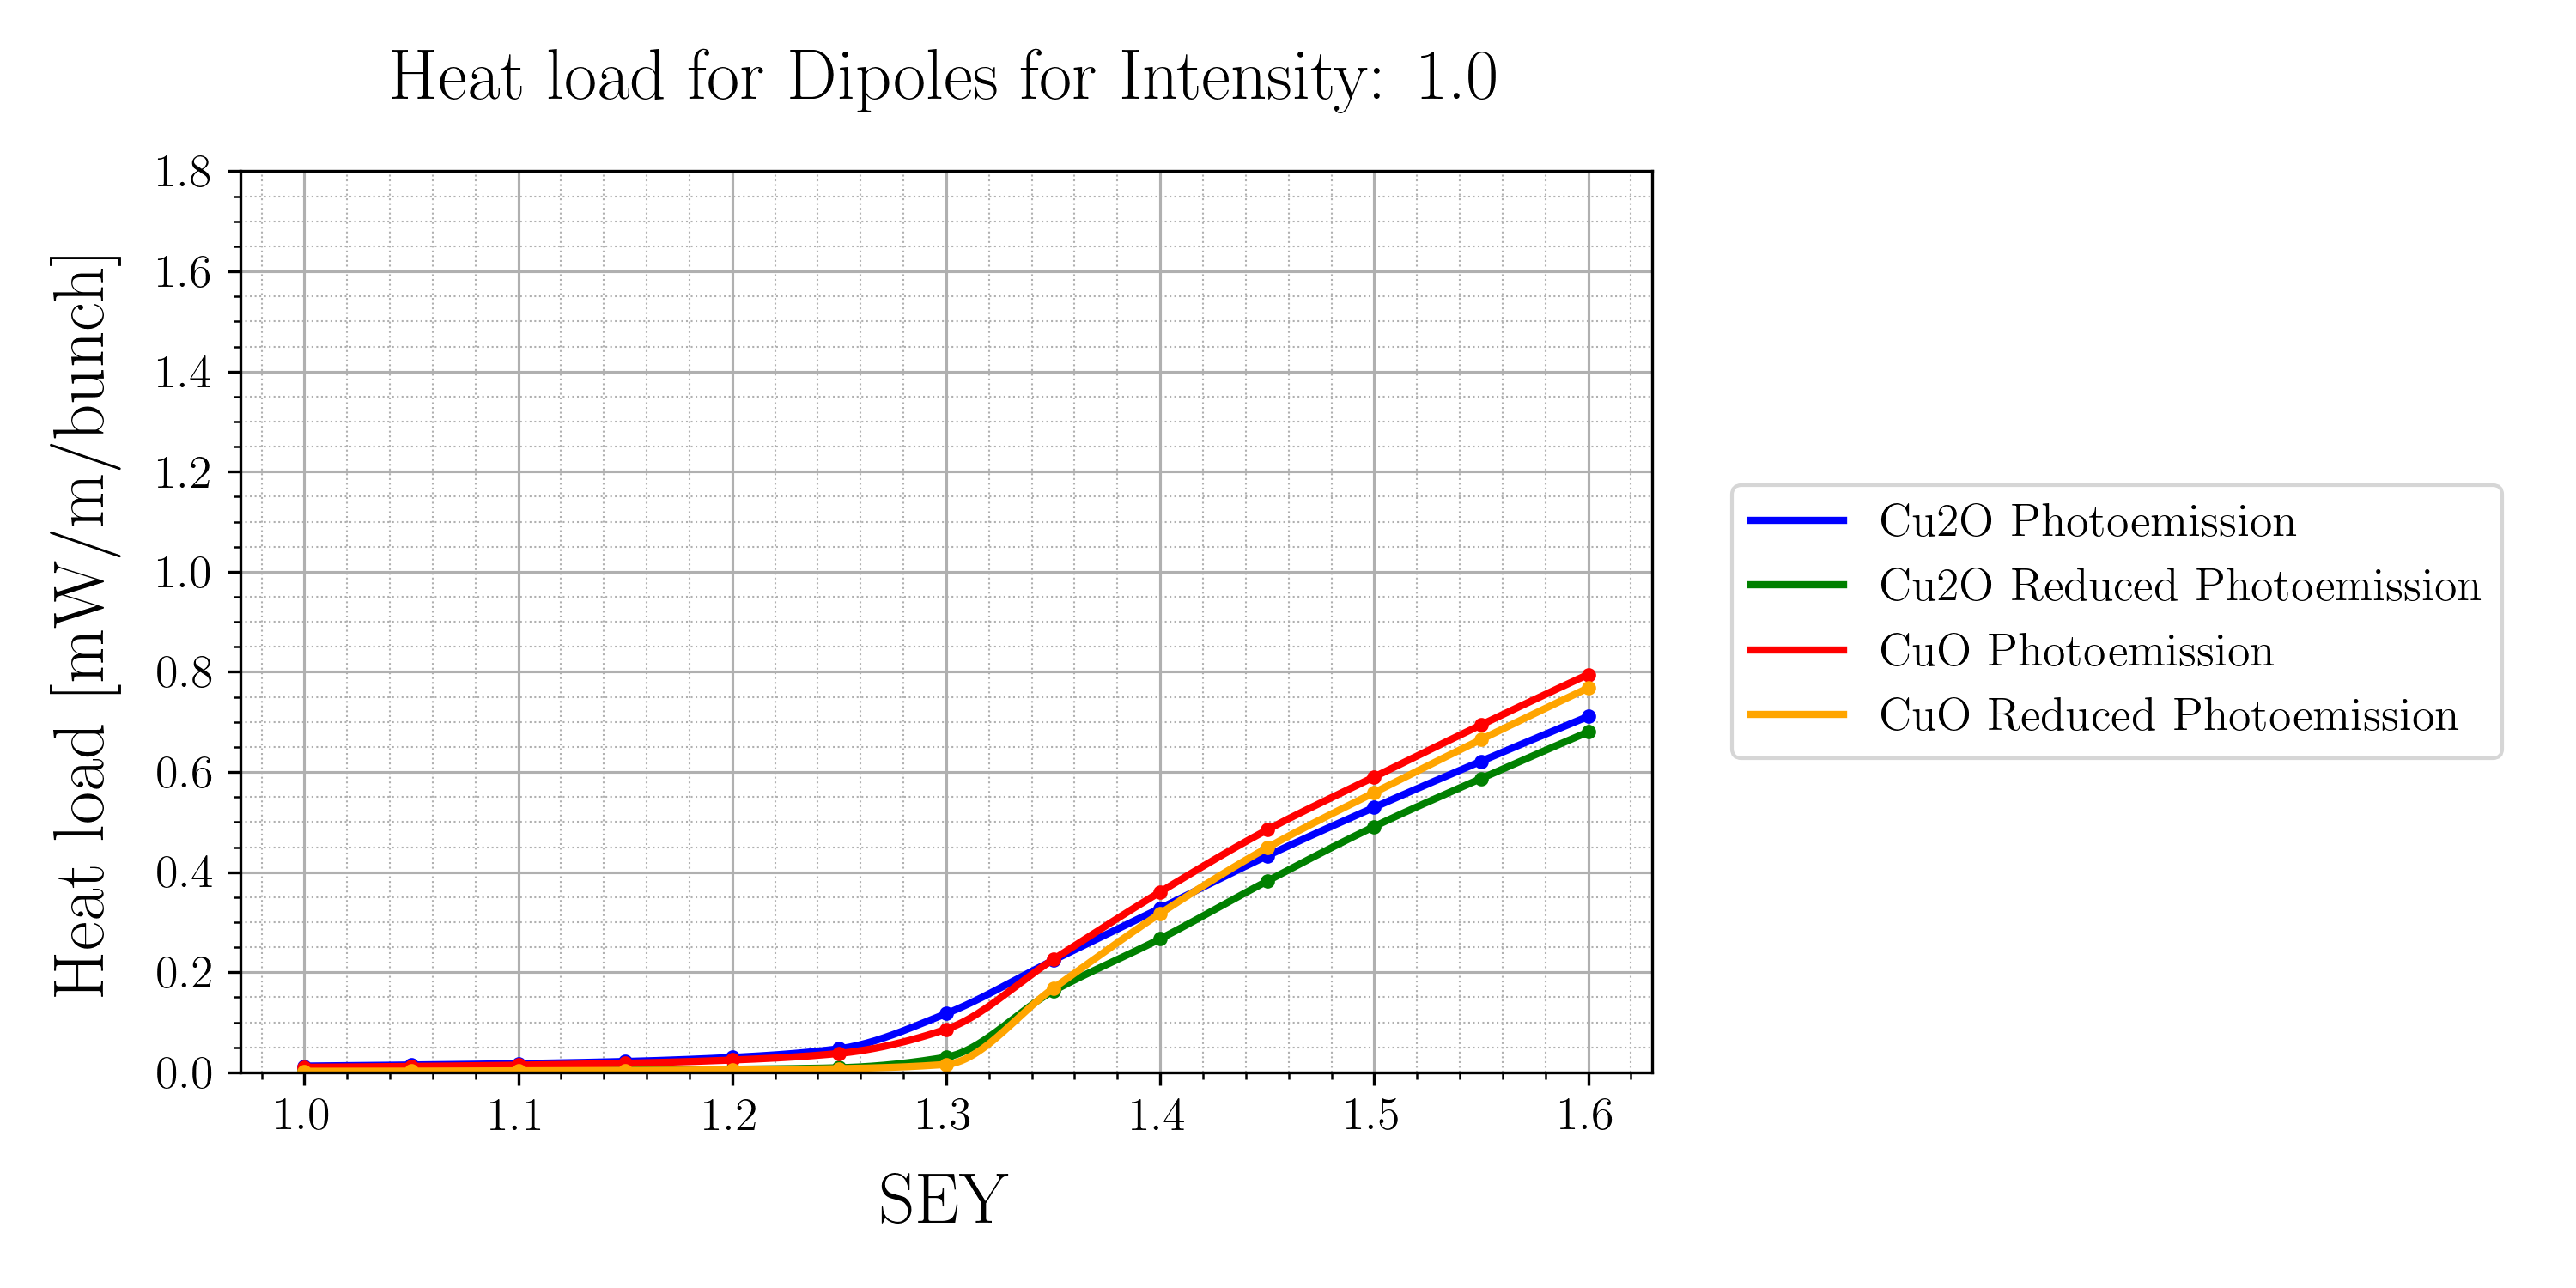 Heat load for Dipoles for Intensity: 1.0
Heat load [mW/m/bunch]
1.8
1.6
1.4
1.2
1.0
0.8
0.6
0.4
0.2
0.0
1.0 1.1 1.2 1.3 1.4 1.5 1.6
SEY
Cu2O Photoemission
Cu2O Reduced Photoemission
CuO Photoemission
CuO Reduced Photoemission